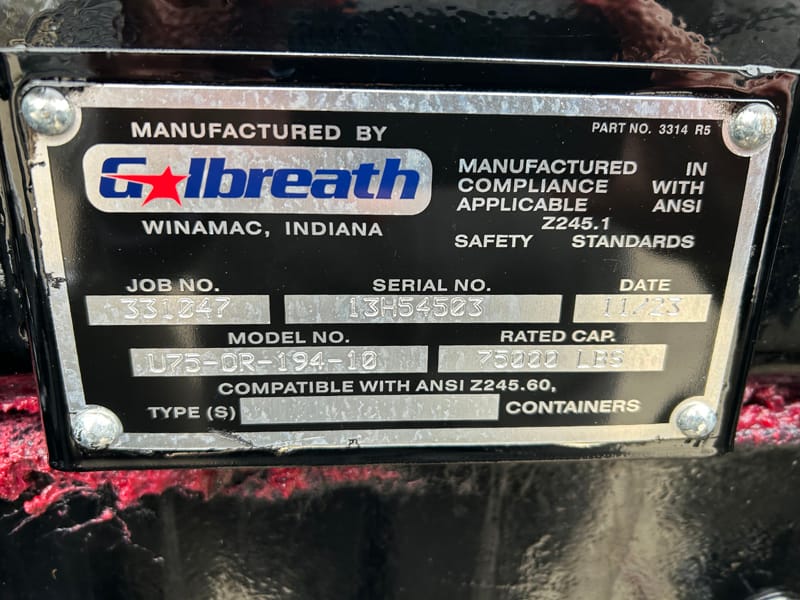 MANUFACTURED BY
PART NO. 3314 R5
Galbreath
WINAMAC, INDIANA
MANUFACTURED IN
COMPLIANCE WITH
APPLICABLE ANSI
Z245.1
SAFETY STANDARDS
JOB NO. SERIAL NO. DATE
331047 13H54503 11/23
MODEL NO. RATED CAP.
U75-OR-194-10 75000 LBS
COMPATIBLE WITH ANSI Z245.60,
TYPE (S) CONTAINERS